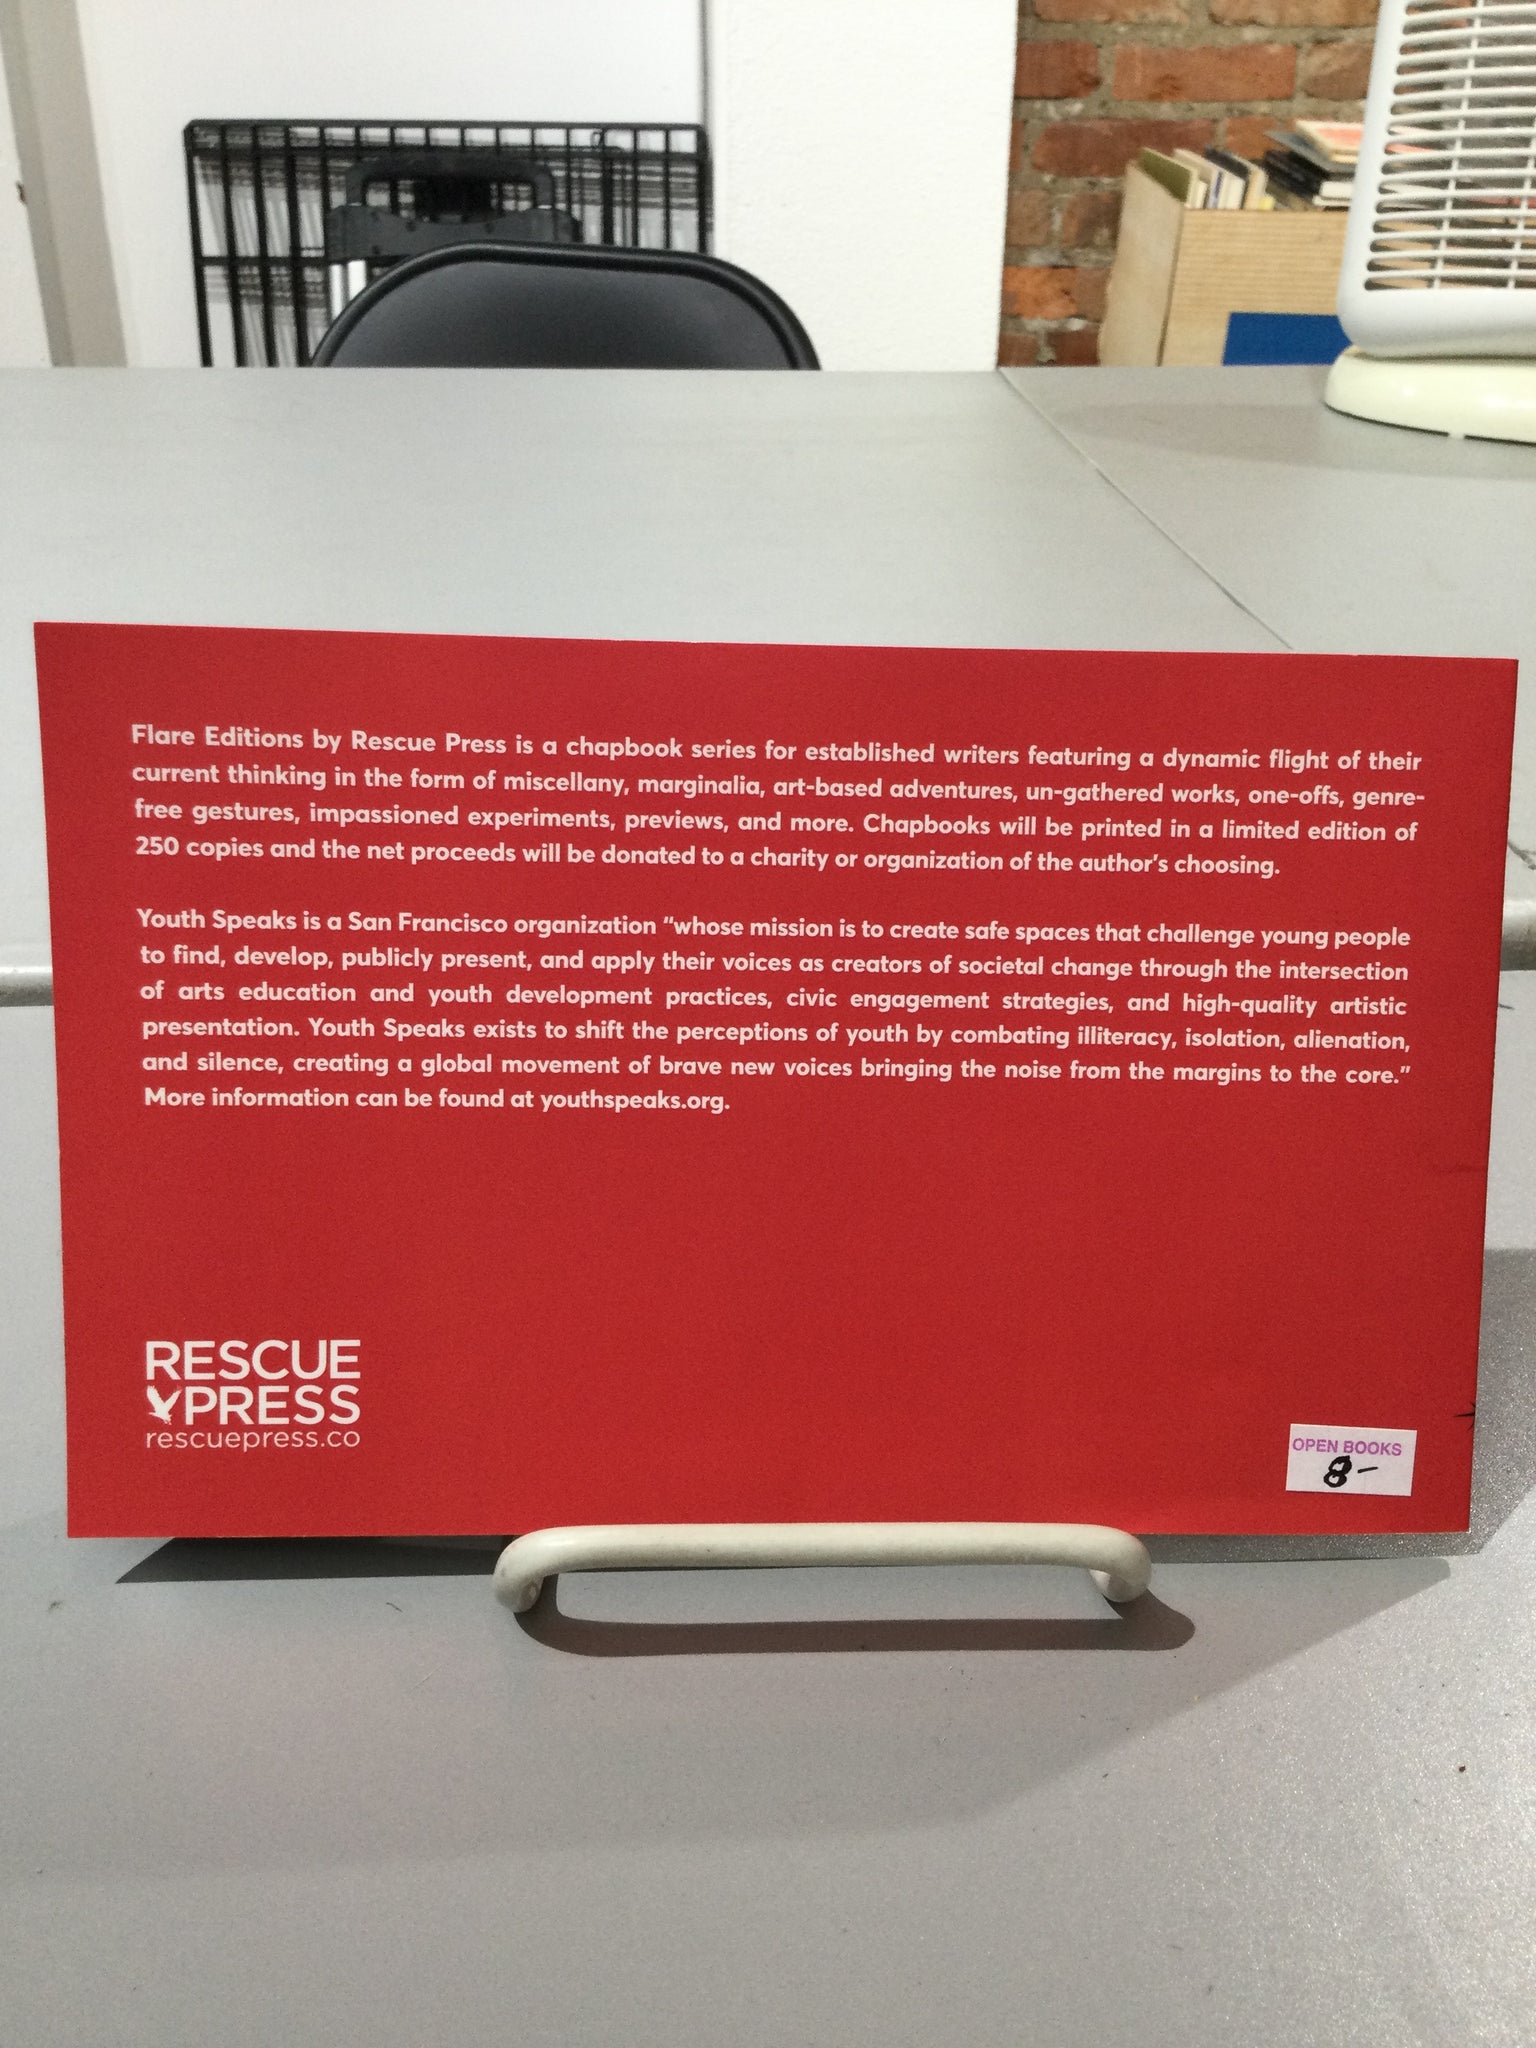 Flare Editions by Rescue Press is a chapbook series for established writers featuring a dynamic flight of their
current thinking in the form of miscellany, marginalia, art-based adventures, un-gathered works, one-offs, genre-
free gestures, impassioned experiments, previews, and more. Chapbooks will be printed in a limited edition of
250 copies and the net proceeds will be donated to a charity or organization of the author's choosing.
Youth Speaks is a San Francisco organization “whose mission is to create safe spaces that challenge young people
to find, develop, publicly present, and apply their voices as creators of societal change through the intersection
of arts education and youth development practices, civic engagement strategies, and high-quality artistic
presentation. Youth Speaks exists to shift the perceptions of youth by combating illiteracy, isolation, alienation,
and silence, creating a global movement of brave new voices bringing the noise from the margins to the core.”
More information can be found at youthspeaks.org.
RESCUE
PRESS
rescuepress.co
OPEN BOOKS
8-